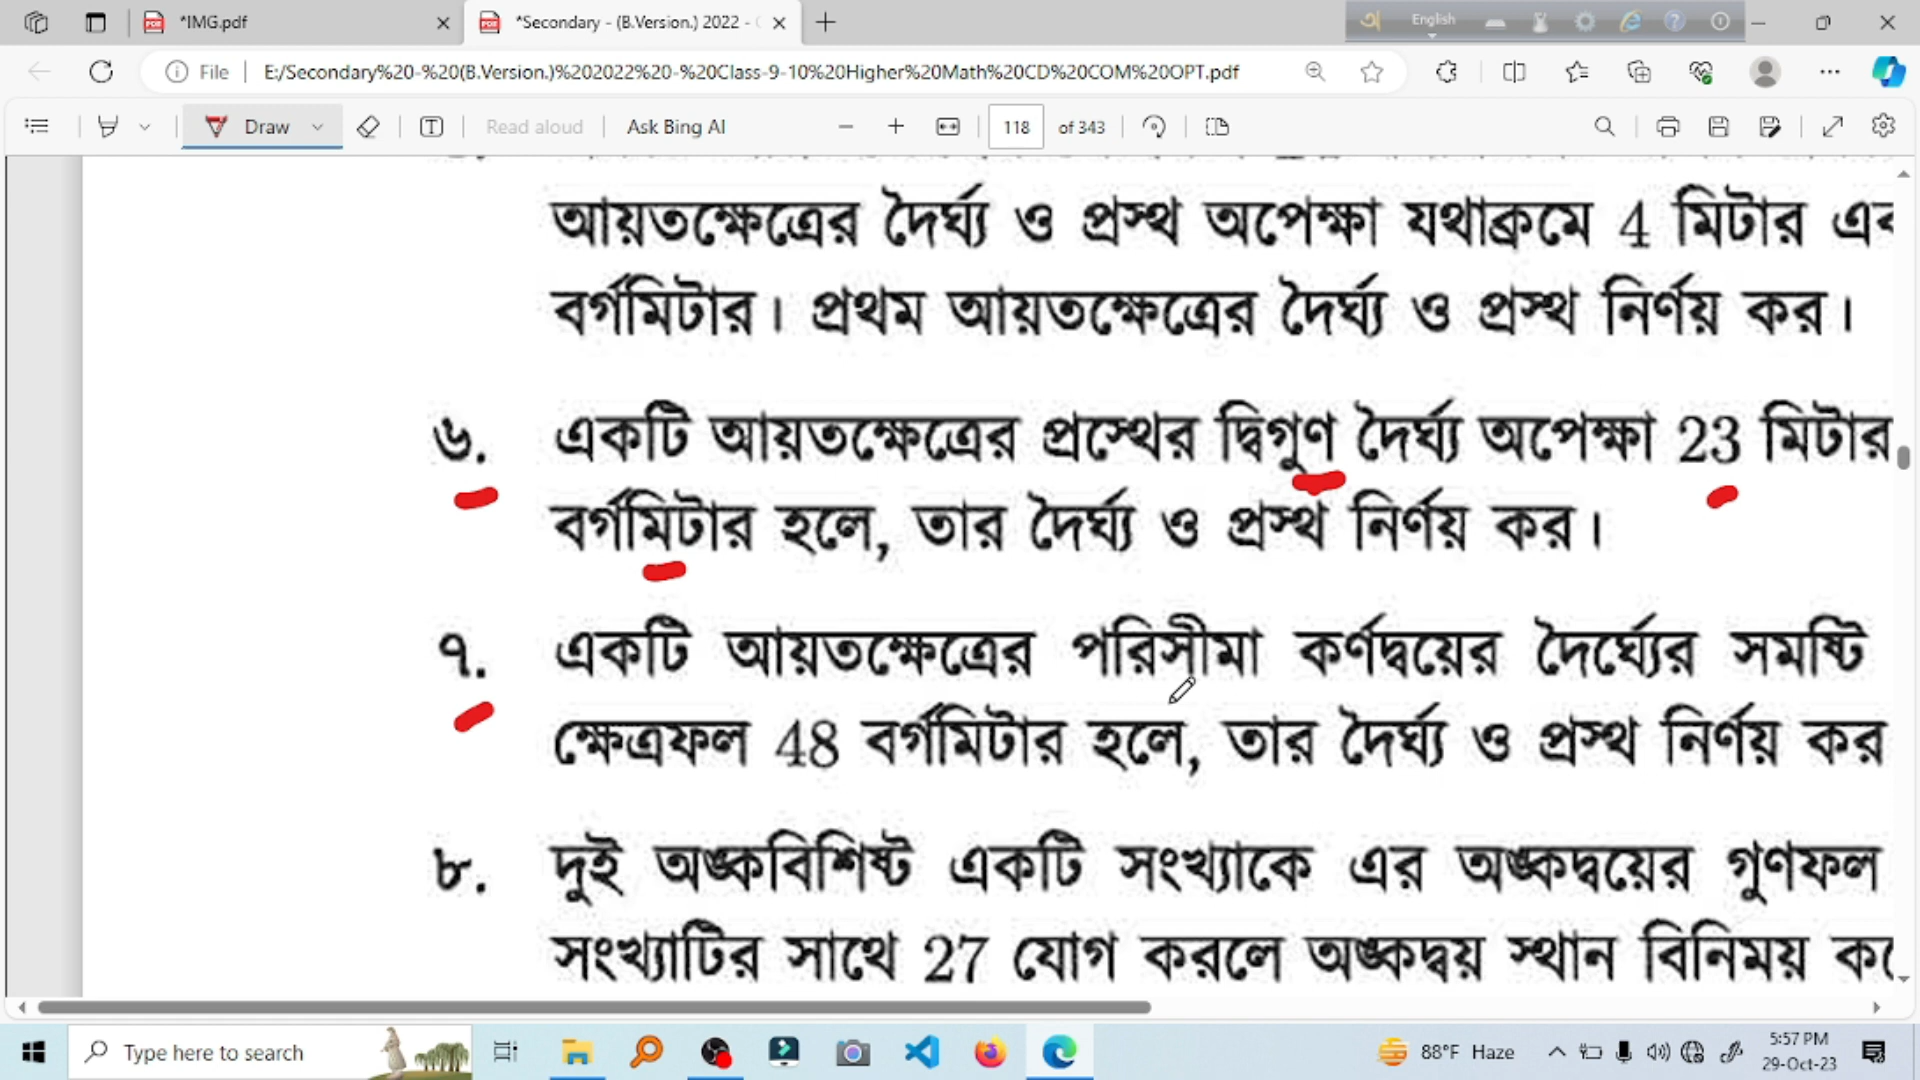 *IMG.pdf
*Secondary - (B.Version.) 2022 -
English
File
E:/Secondary%20-%20(B.Version.)%202022%20-%20Class-9-10%20Higher%20Math%20CD%20COM%20OPT.pdf
Draw
Read aloud
Ask Bing AI
118
of 343
আয়তক্ষেত্রের দৈর্ঘ্য ও প্রস্থ অপেক্ষা যথাক্রমে 4 মিটার
বর্গমিটার। প্রথম আয়তক্ষেত্রের দৈর্ঘ্য ও প্রস্থ নির্ণয় কর।
৬. একটি আয়তক্ষেত্রের প্রস্থের দ্বিগুণ দৈর্ঘ্য অপেক্ষা 23 মিটার
বর্গমিটার হলে, তার দৈর্ঘ্য ও প্রস্থ নির্ণয় কর।
৭. একটি আয়তক্ষেত্রের পরিসীমা কর্ণদ্বয়ের দৈর্ঘ্যের সমষ্টি
ক্ষেত্রফল 48 বর্গমিটার হলে, তার দৈর্ঘ্য ও প্রস্থ নির্ণয় কর
৮. দুই অঙ্কবিশিষ্ট একটি সংখ্যাকে এর অঙ্কদ্বয়ের গুণফল
সংখ্যাটির সাথে 27 যোগ করলে অঙ্কদ্বয় স্থান বিনিময়
Type here to search
88°F Haze
5:57 PM
29-Oct-23